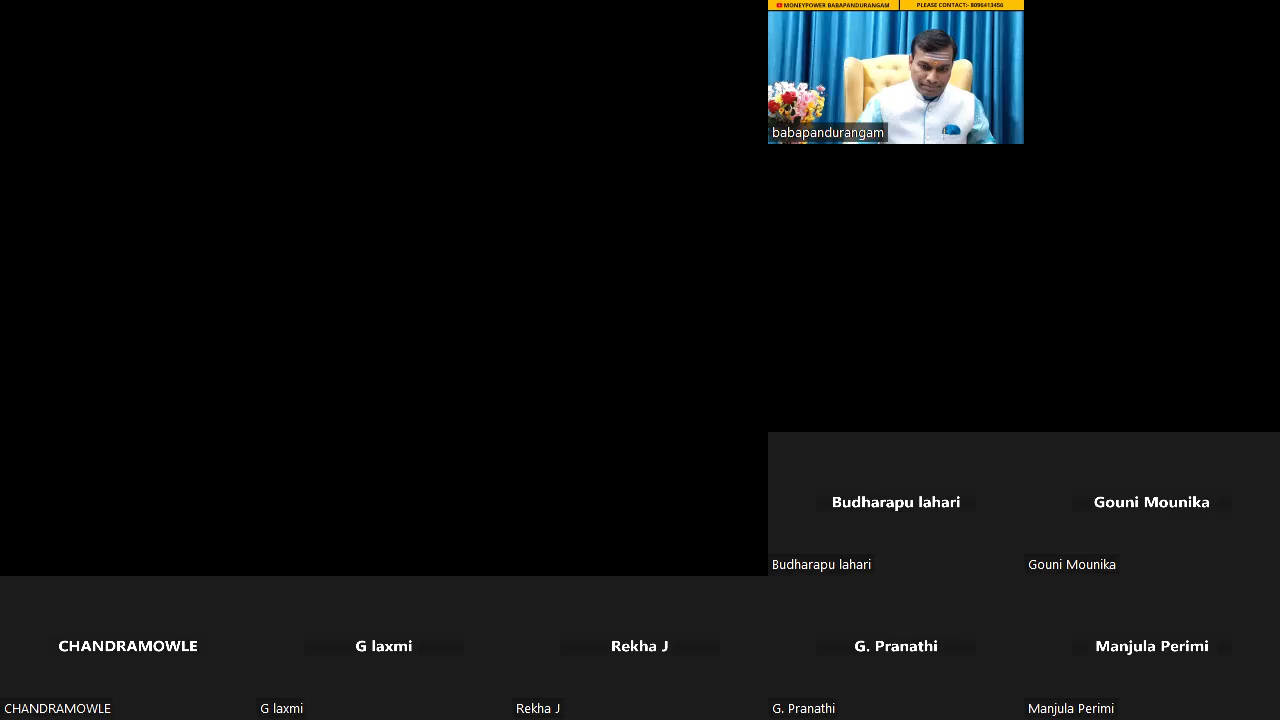 MONEYPOWER BABAPANDURANGAM PLEASE CONTACT:- 8096413456
babapandurangam
Budharapu lahari Gouni Mounika
Budharapu lahari Gouni Mounika
CHANDRAMOWLE G laxmi Rekha J G. Pranathi Manjula Perimi
CHANDRAMOWLE G laxmi Rekha J G. Pranathi Manjula Perimi